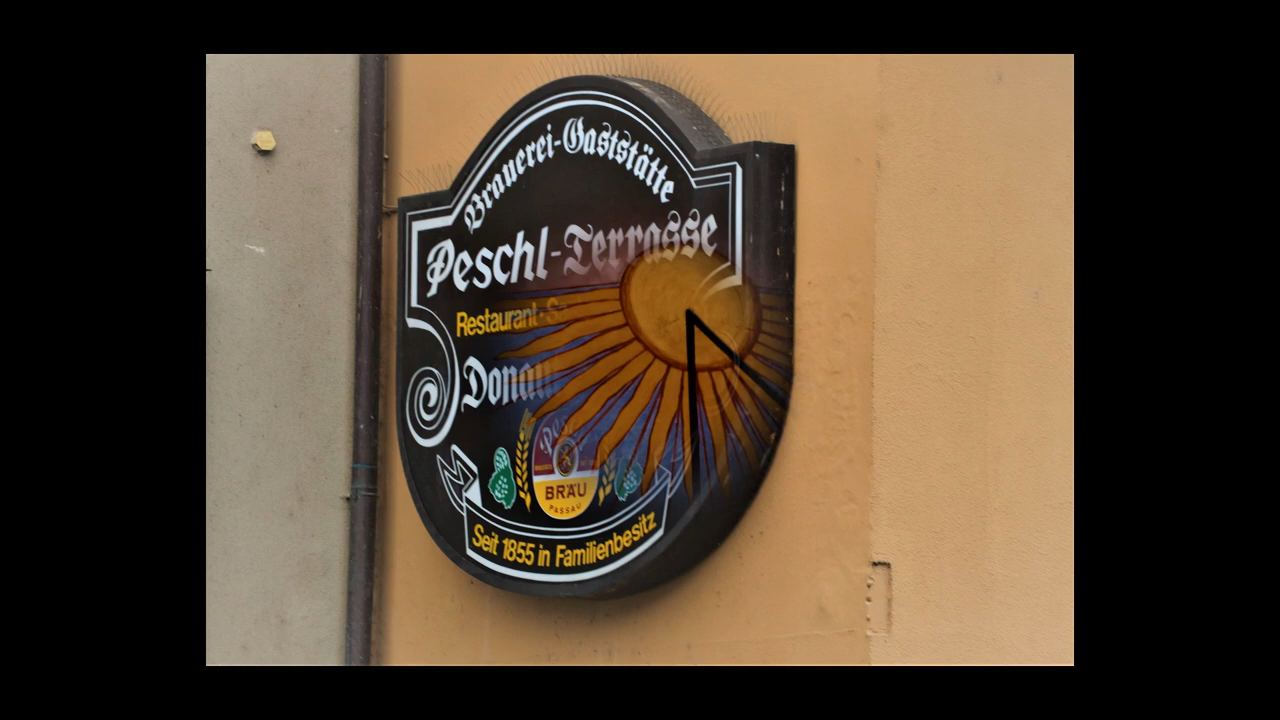 Brauerei-Gaststätte
Peschl-Terrasse
Restaurant
BRÄU
PASSAU
Seit 1855 in Familienbesitz